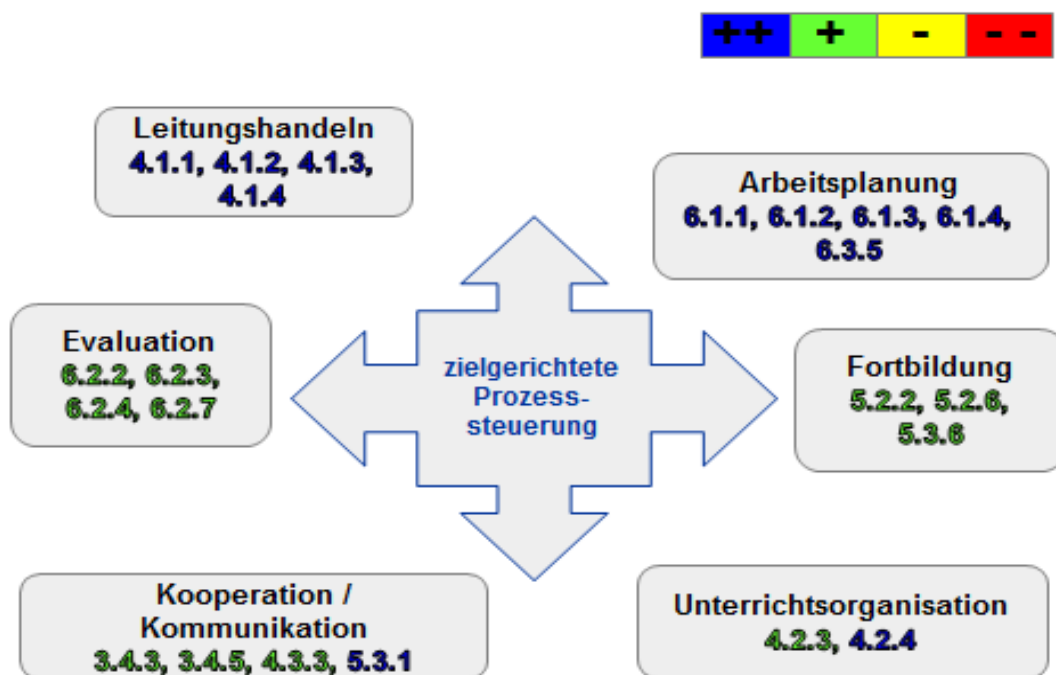 ++ + - - -
Leitungshandeln
4.1.1, 4.1.2, 4.1.3,
4.1.4
Arbeitsplanung
6.1.1, 6.1.2, 6.1.3, 6.1.4,
6.3.5
Evaluation
6.2.2, 6.2.3,
6.2.4, 6.2.7
zielgerichtete
Prozess-
steuerung
Fortbildung
5.2.2, 5.2.6,
5.3.6
Kooperation /
Kommunikation
3.4.3, 3.4.5, 4.3.3, 5.3.1
Unterrichtsorganisation
4.2.3, 4.2.4